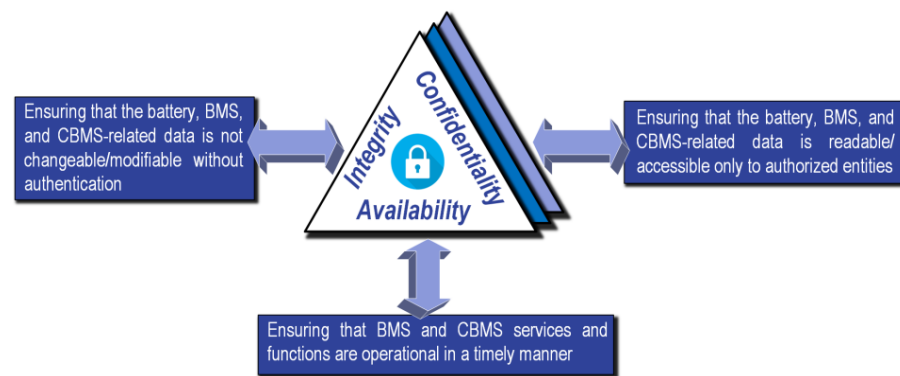 Ensuring that the battery, BMS,
and CBMS-related data is not
changeable/modifiable without
authentication
Integrity
Confidentiality
Availability
Ensuring that the battery, BMS, and
CBMS-related data is readable/
accessible only to authorized entities
Ensuring that BMS and CBMS services and
functions are operational in a timely manner